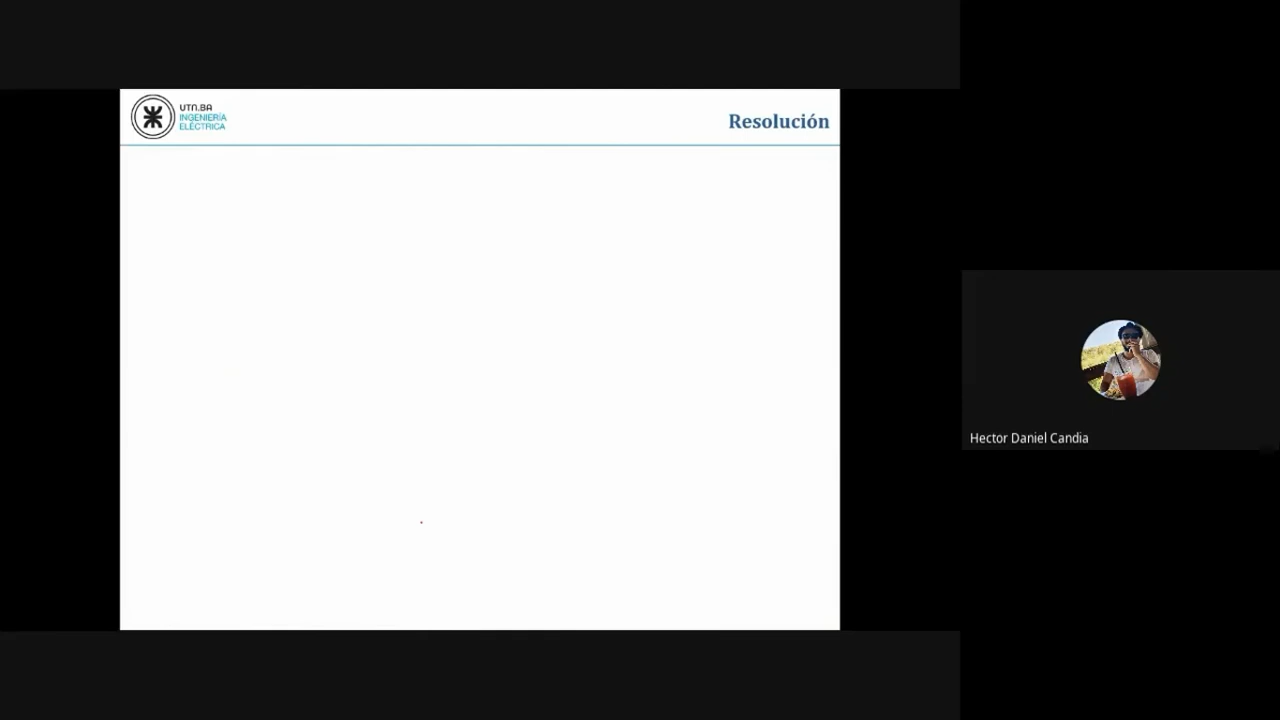 UTN.BA
INGENIERÍA
ELÉCTRICA
Resolución
Hector Daniel Candia